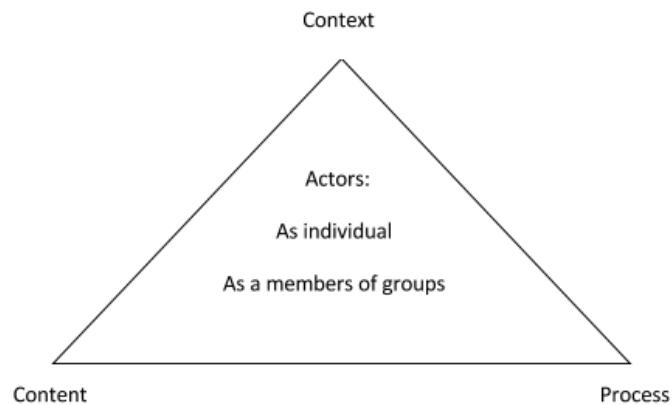 Context
Actors:
As individual
As a members of groups
Content
Process